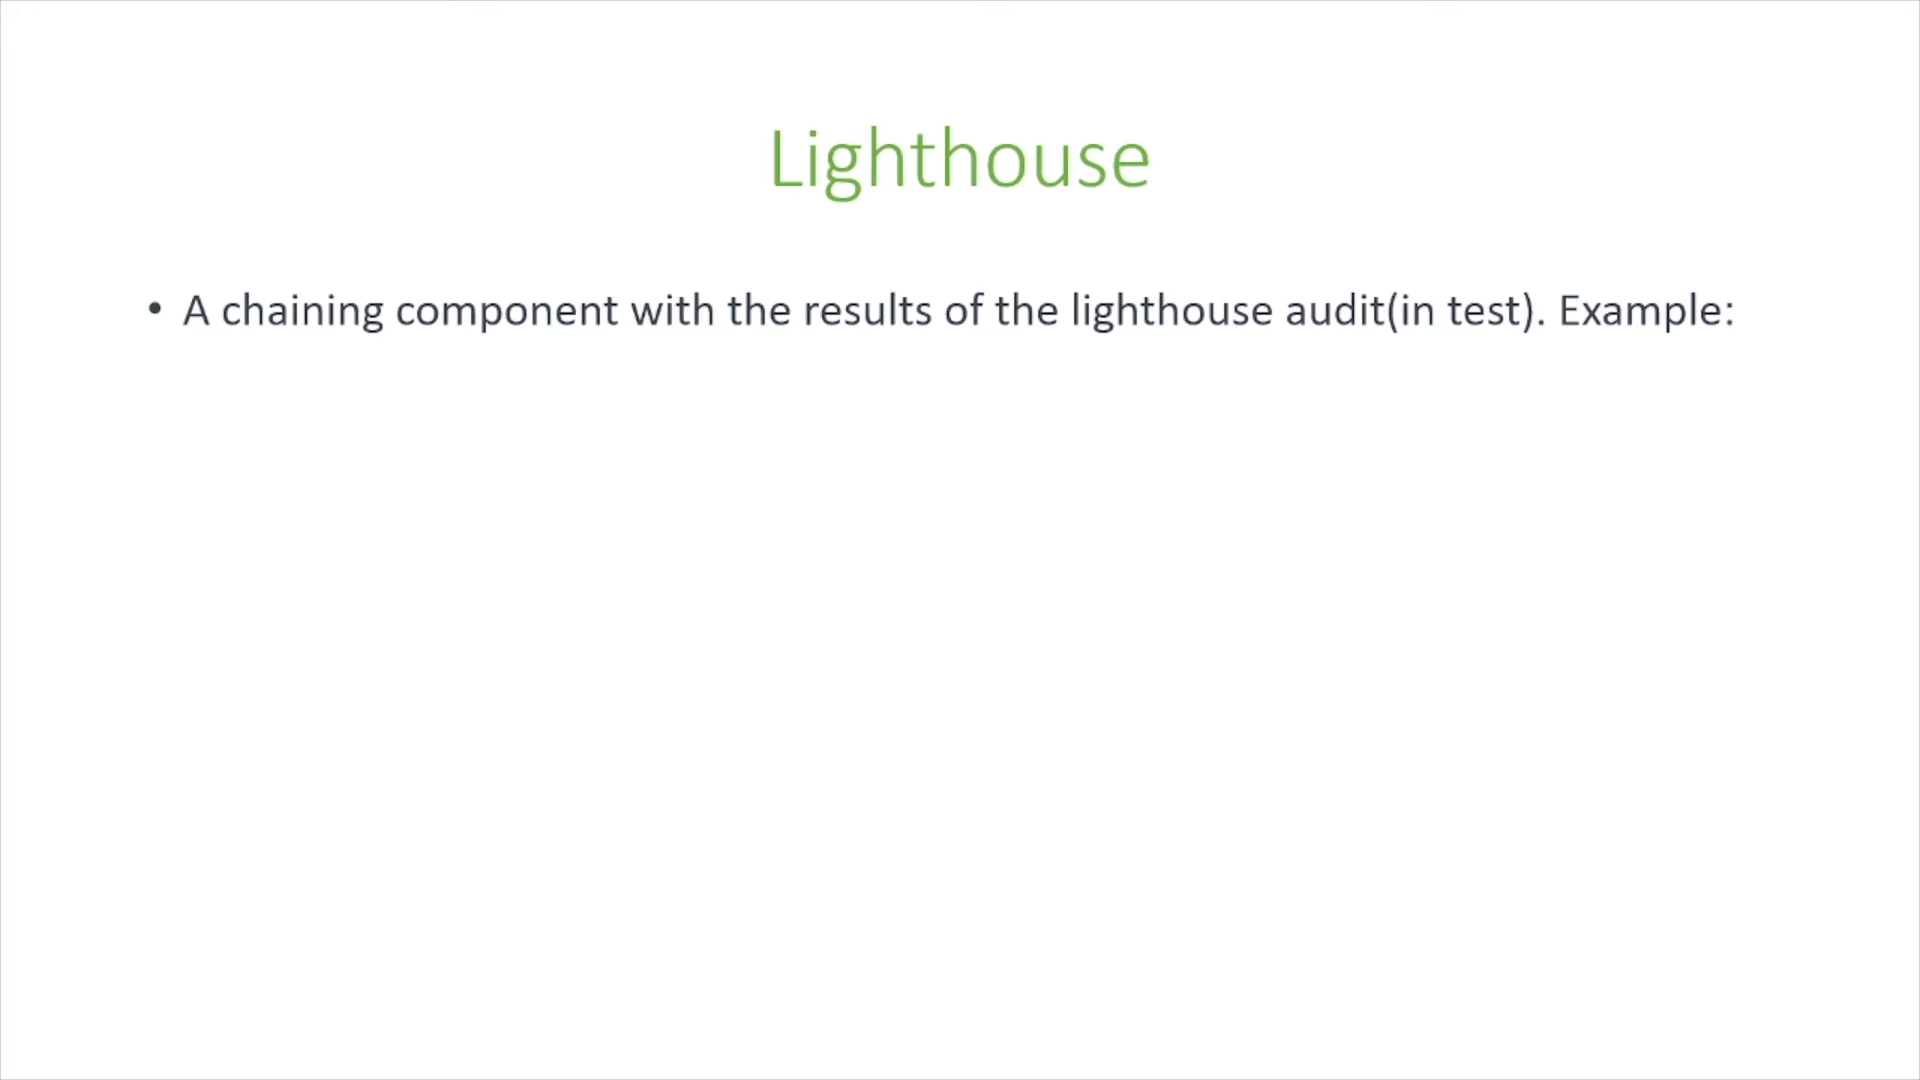 Lighthouse
• A chaining component with the results of the lighthouse audit(in test). Example: